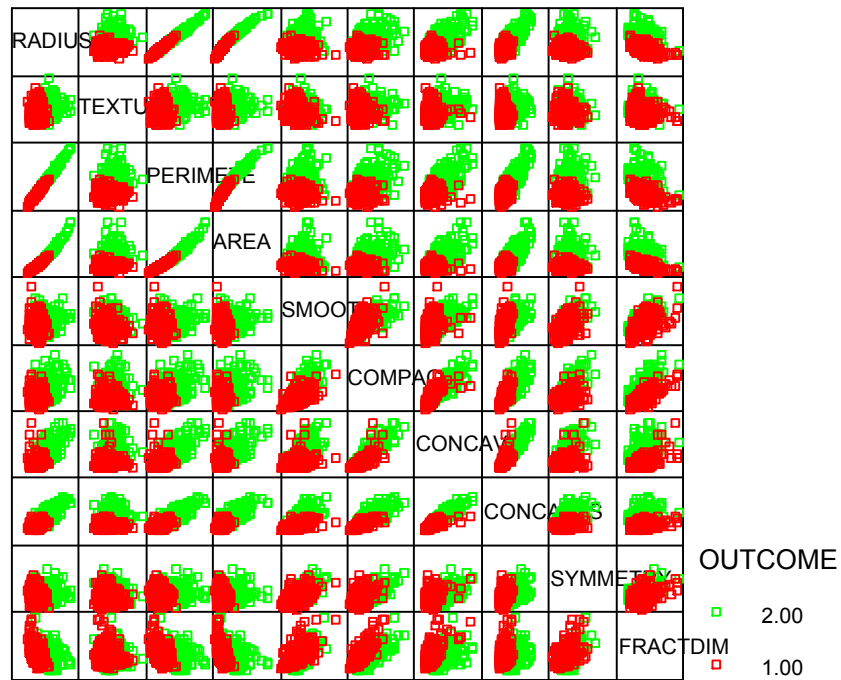 RADIUS
TEXTU
PERIMETE
AREA
SMOOT
COMPAC
CONCAV
CONCA S
SYMMETRY
FRACTDIM
OUTCOME
2.00
1.00